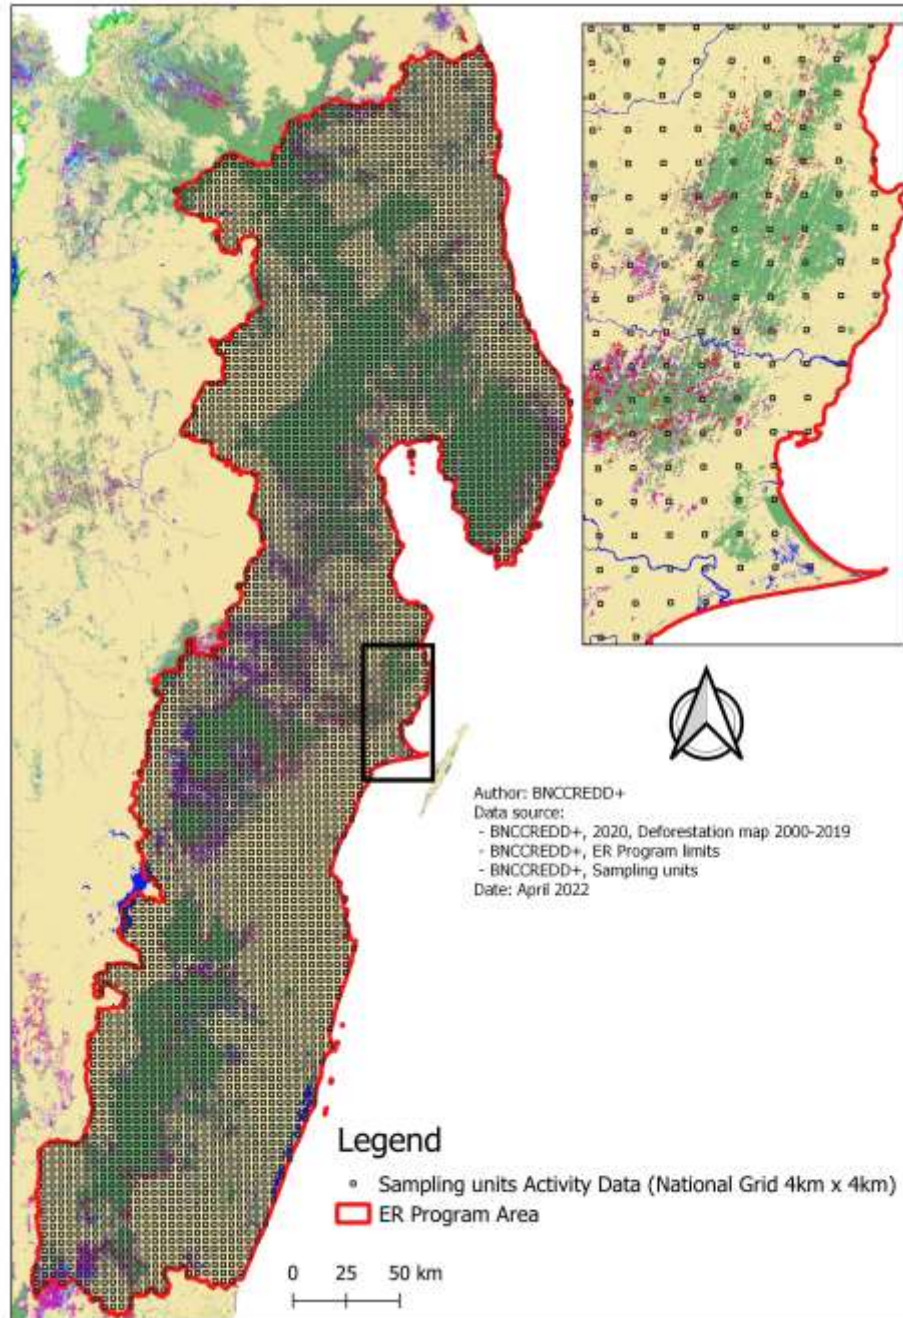 Author: BNCCREDD+
Data source:
- BNCCREDD+, 2020, Deforestation map 2000-2019
- BNCCREDD+, ER Program limits
- BNCCREDD+, Sampling units
Date: April 2022
Legend
Sampling units Activity Data (National Grid 4km x 4km)
ER Program Area
0 25 50 km